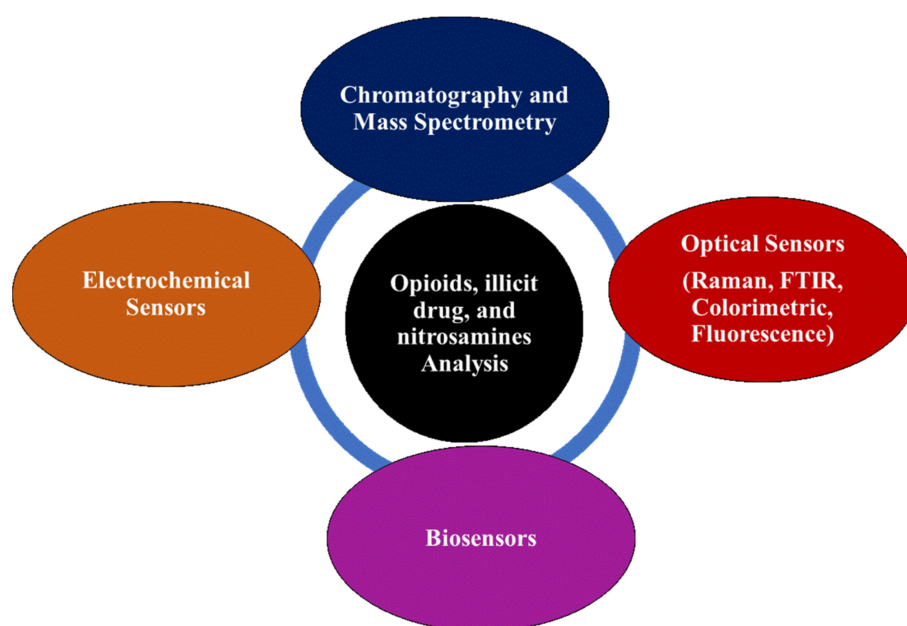 Chromatography and
Mass Spectrometry
Electrochemical
Sensors
Opioids, illicit
drug, and
nitrosamines
Analysis
Optical Sensors
(Raman, FTIR,
Colorimetric,
Fluorescence)
Biosensors